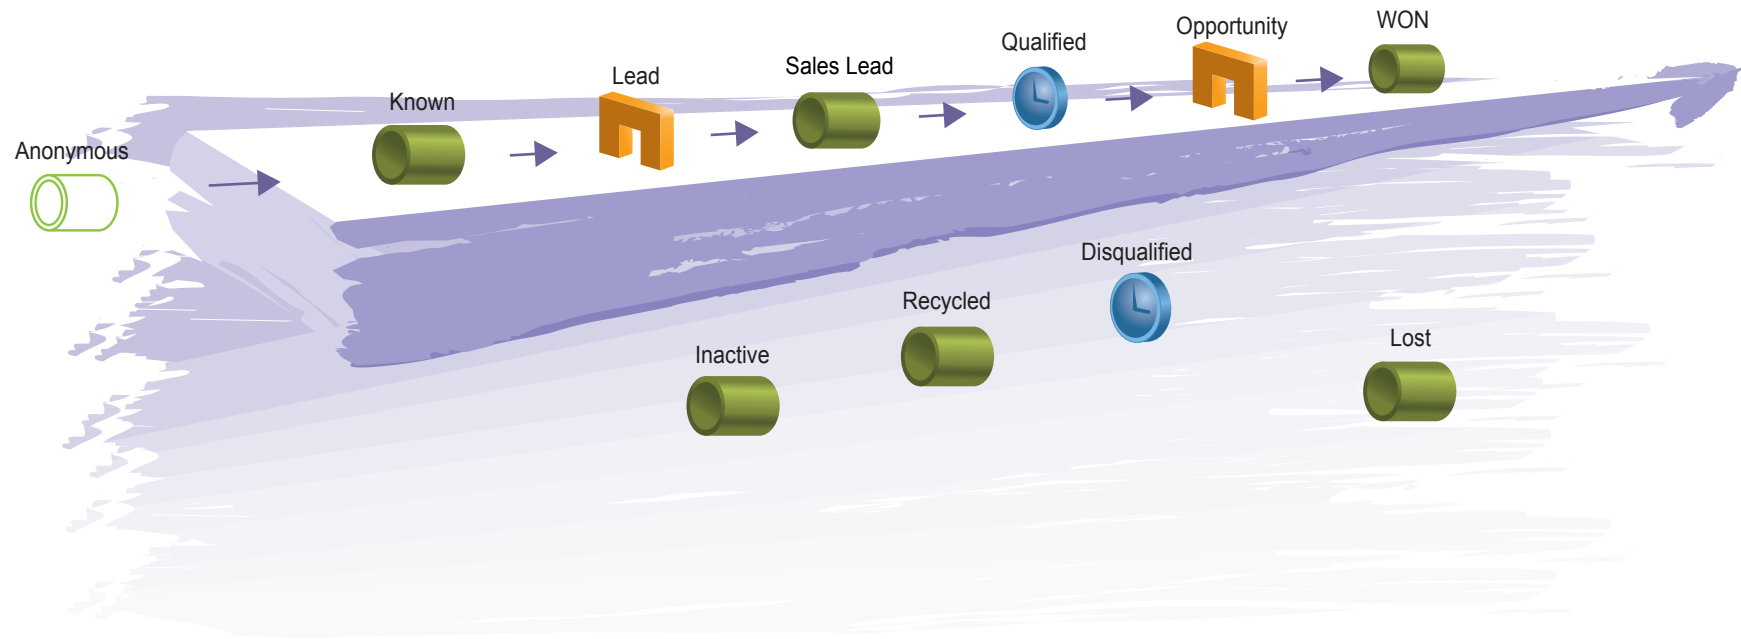 Anonymous
Known
Lead
Sales Lead
Qualified
Opportunity
WON
Inactive
Recycled
Disqualified
Lost